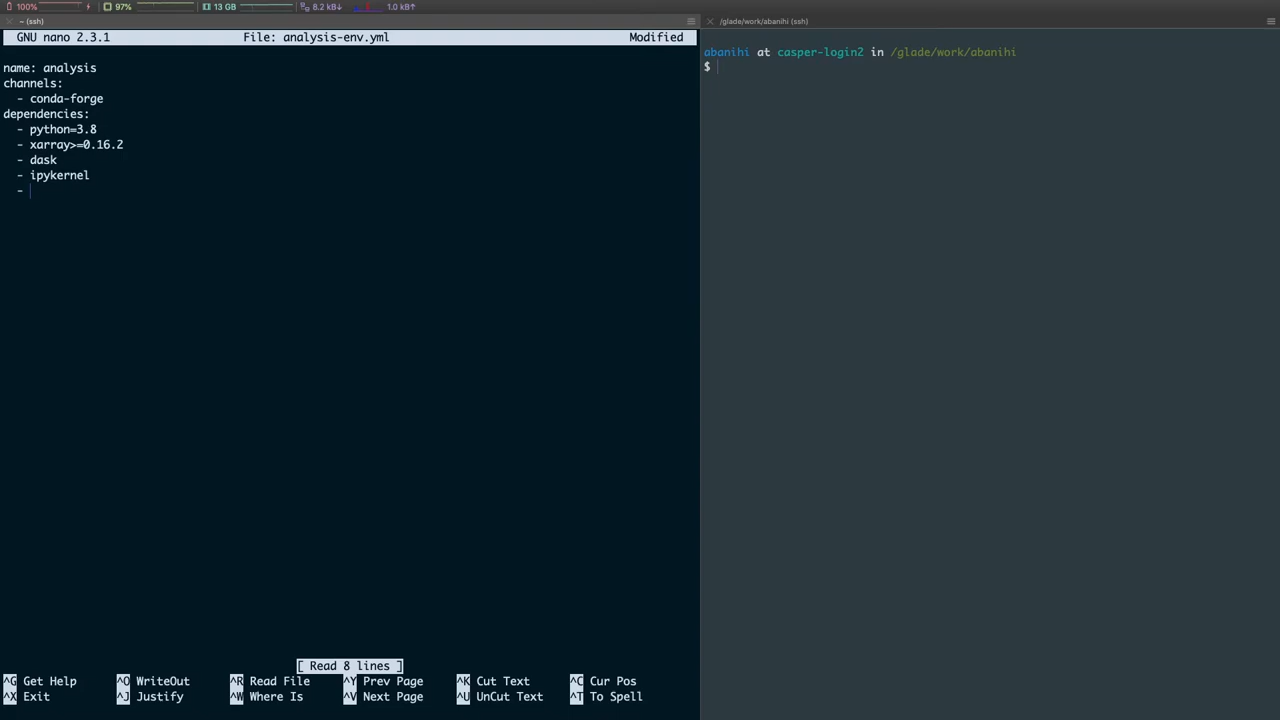 100% 97% 13 GB 8.2 kB↓ 1.0 kB↑
~ (ssh)
GNU nano 2.3.1 File: analysis-env.yml Modified
name: analysis
channels:
- conda-forge
dependencies:
- python=3.8
- xarray>=0.16.2
- dask
- ipykernel
-
[ Read 8 lines ]
^G Get Help ^O WriteOut ^R Read File ^Y Prev Page ^K Cut Text ^C Cur Pos
^X Exit ^J Justify ^W Where Is ^V Next Page ^U UnCut Text ^T To Spell
/glade/work/abanihi (ssh)
abanihi at casper-login2 in /glade/work/abanihi
$